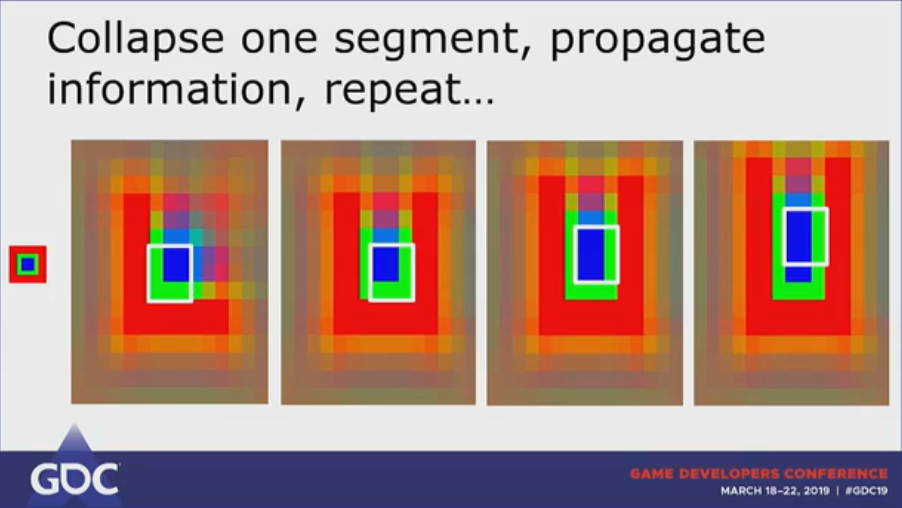 Collapse one segment, propagate
information, repeat...
GDC
GAME DEVELOPERS CONFERENCE
MARCH 18–22, 2019 | #GDC19